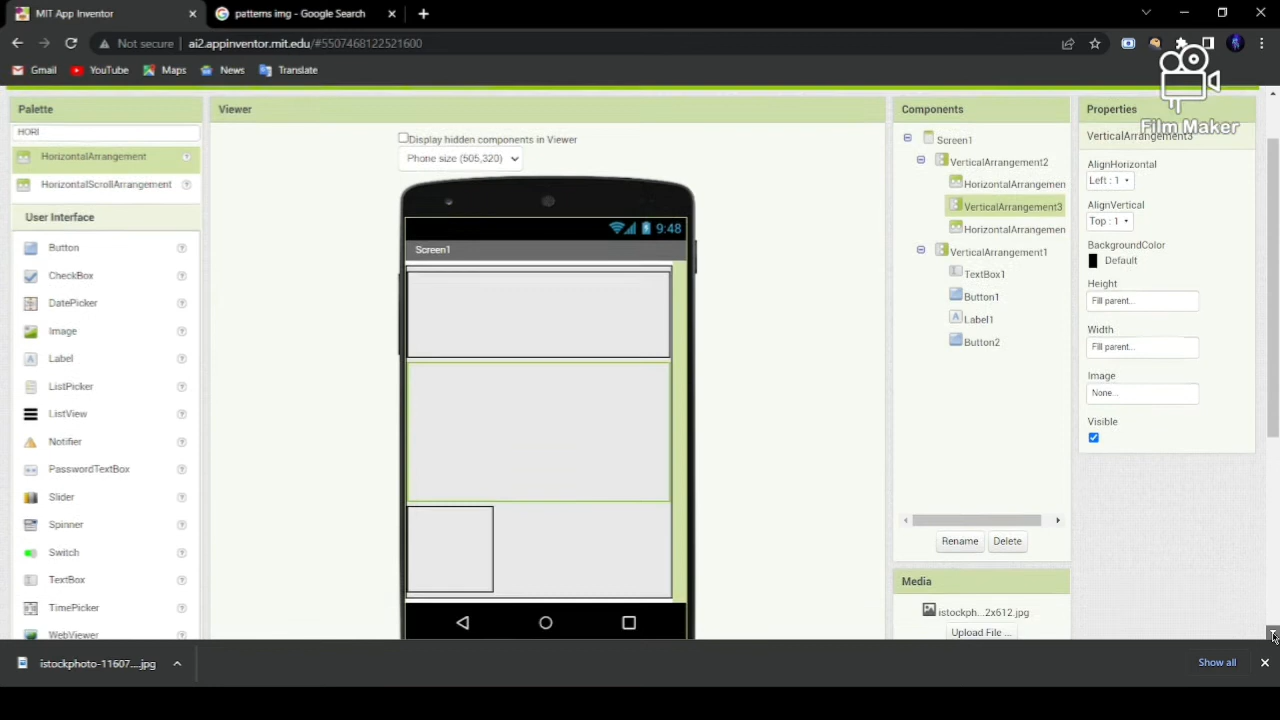 MIT App Inventor
patterns img - Google Search
Not secure
ai2.appinventor.mit.edu/#5507468122521600
Gmail
YouTube
Maps
News
Translate
Film Maker
Palette
HORI
HorizontalArrangement
HorizontalScrollArrangement
User Interface
Button
CheckBox
DatePicker
Image
Label
ListPicker
ListView
Notifier
PasswordTextBox
Slider
Spinner
Switch
TextBox
TimePicker
WebViewer
Viewer
Display hidden components in Viewer
Phone size (505,320)
9:48
Screen1
Components
Screen1
VerticalArrangement2
HorizontalArrangemen
VerticalArrangement3
HorizontalArrangemen
VerticalArrangement1
TextBox1
Button1
Label1
Button2
Rename
Delete
Media
istockph...2x612.jpg
Upload File ...
Properties
VerticalArrangement3
AlignHorizontal
Left : 1
AlignVertical
Top : 1
BackgroundColor
Default
Height
Fill parent...
Width
Fill parent...
Image
None...
Visible
istockphoto-11607....jpg
Show all